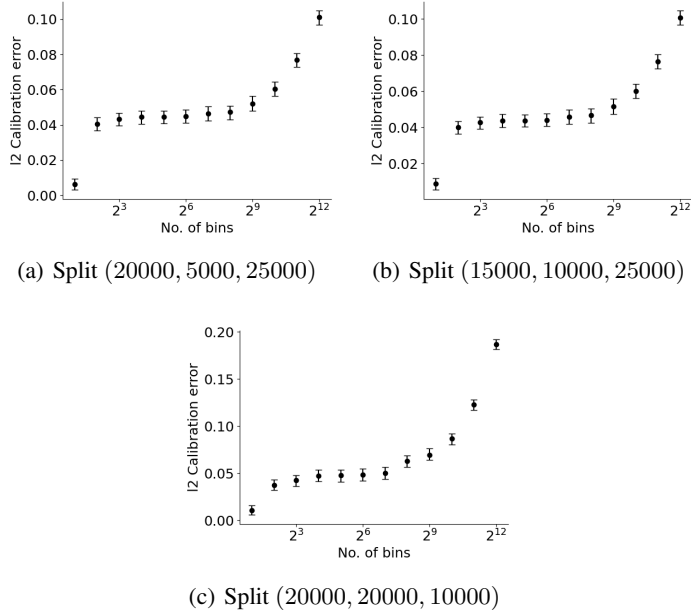 0.10
0.08
0.06
0.04
0.02
0.00
l2 Calibration error
2^3 2^6 2^9 2^12
No. of bins
(a) Split (20000, 5000, 25000)
0.10
0.08
0.06
0.04
0.02
l2 Calibration error
2^3 2^6 2^9 2^12
No. of bins
(b) Split (15000, 10000, 25000)
0.20
0.15
0.10
0.05
0.00
l2 Calibration error
2^3 2^6 2^9 2^12
No. of bins
(c) Split (20000, 20000, 10000)